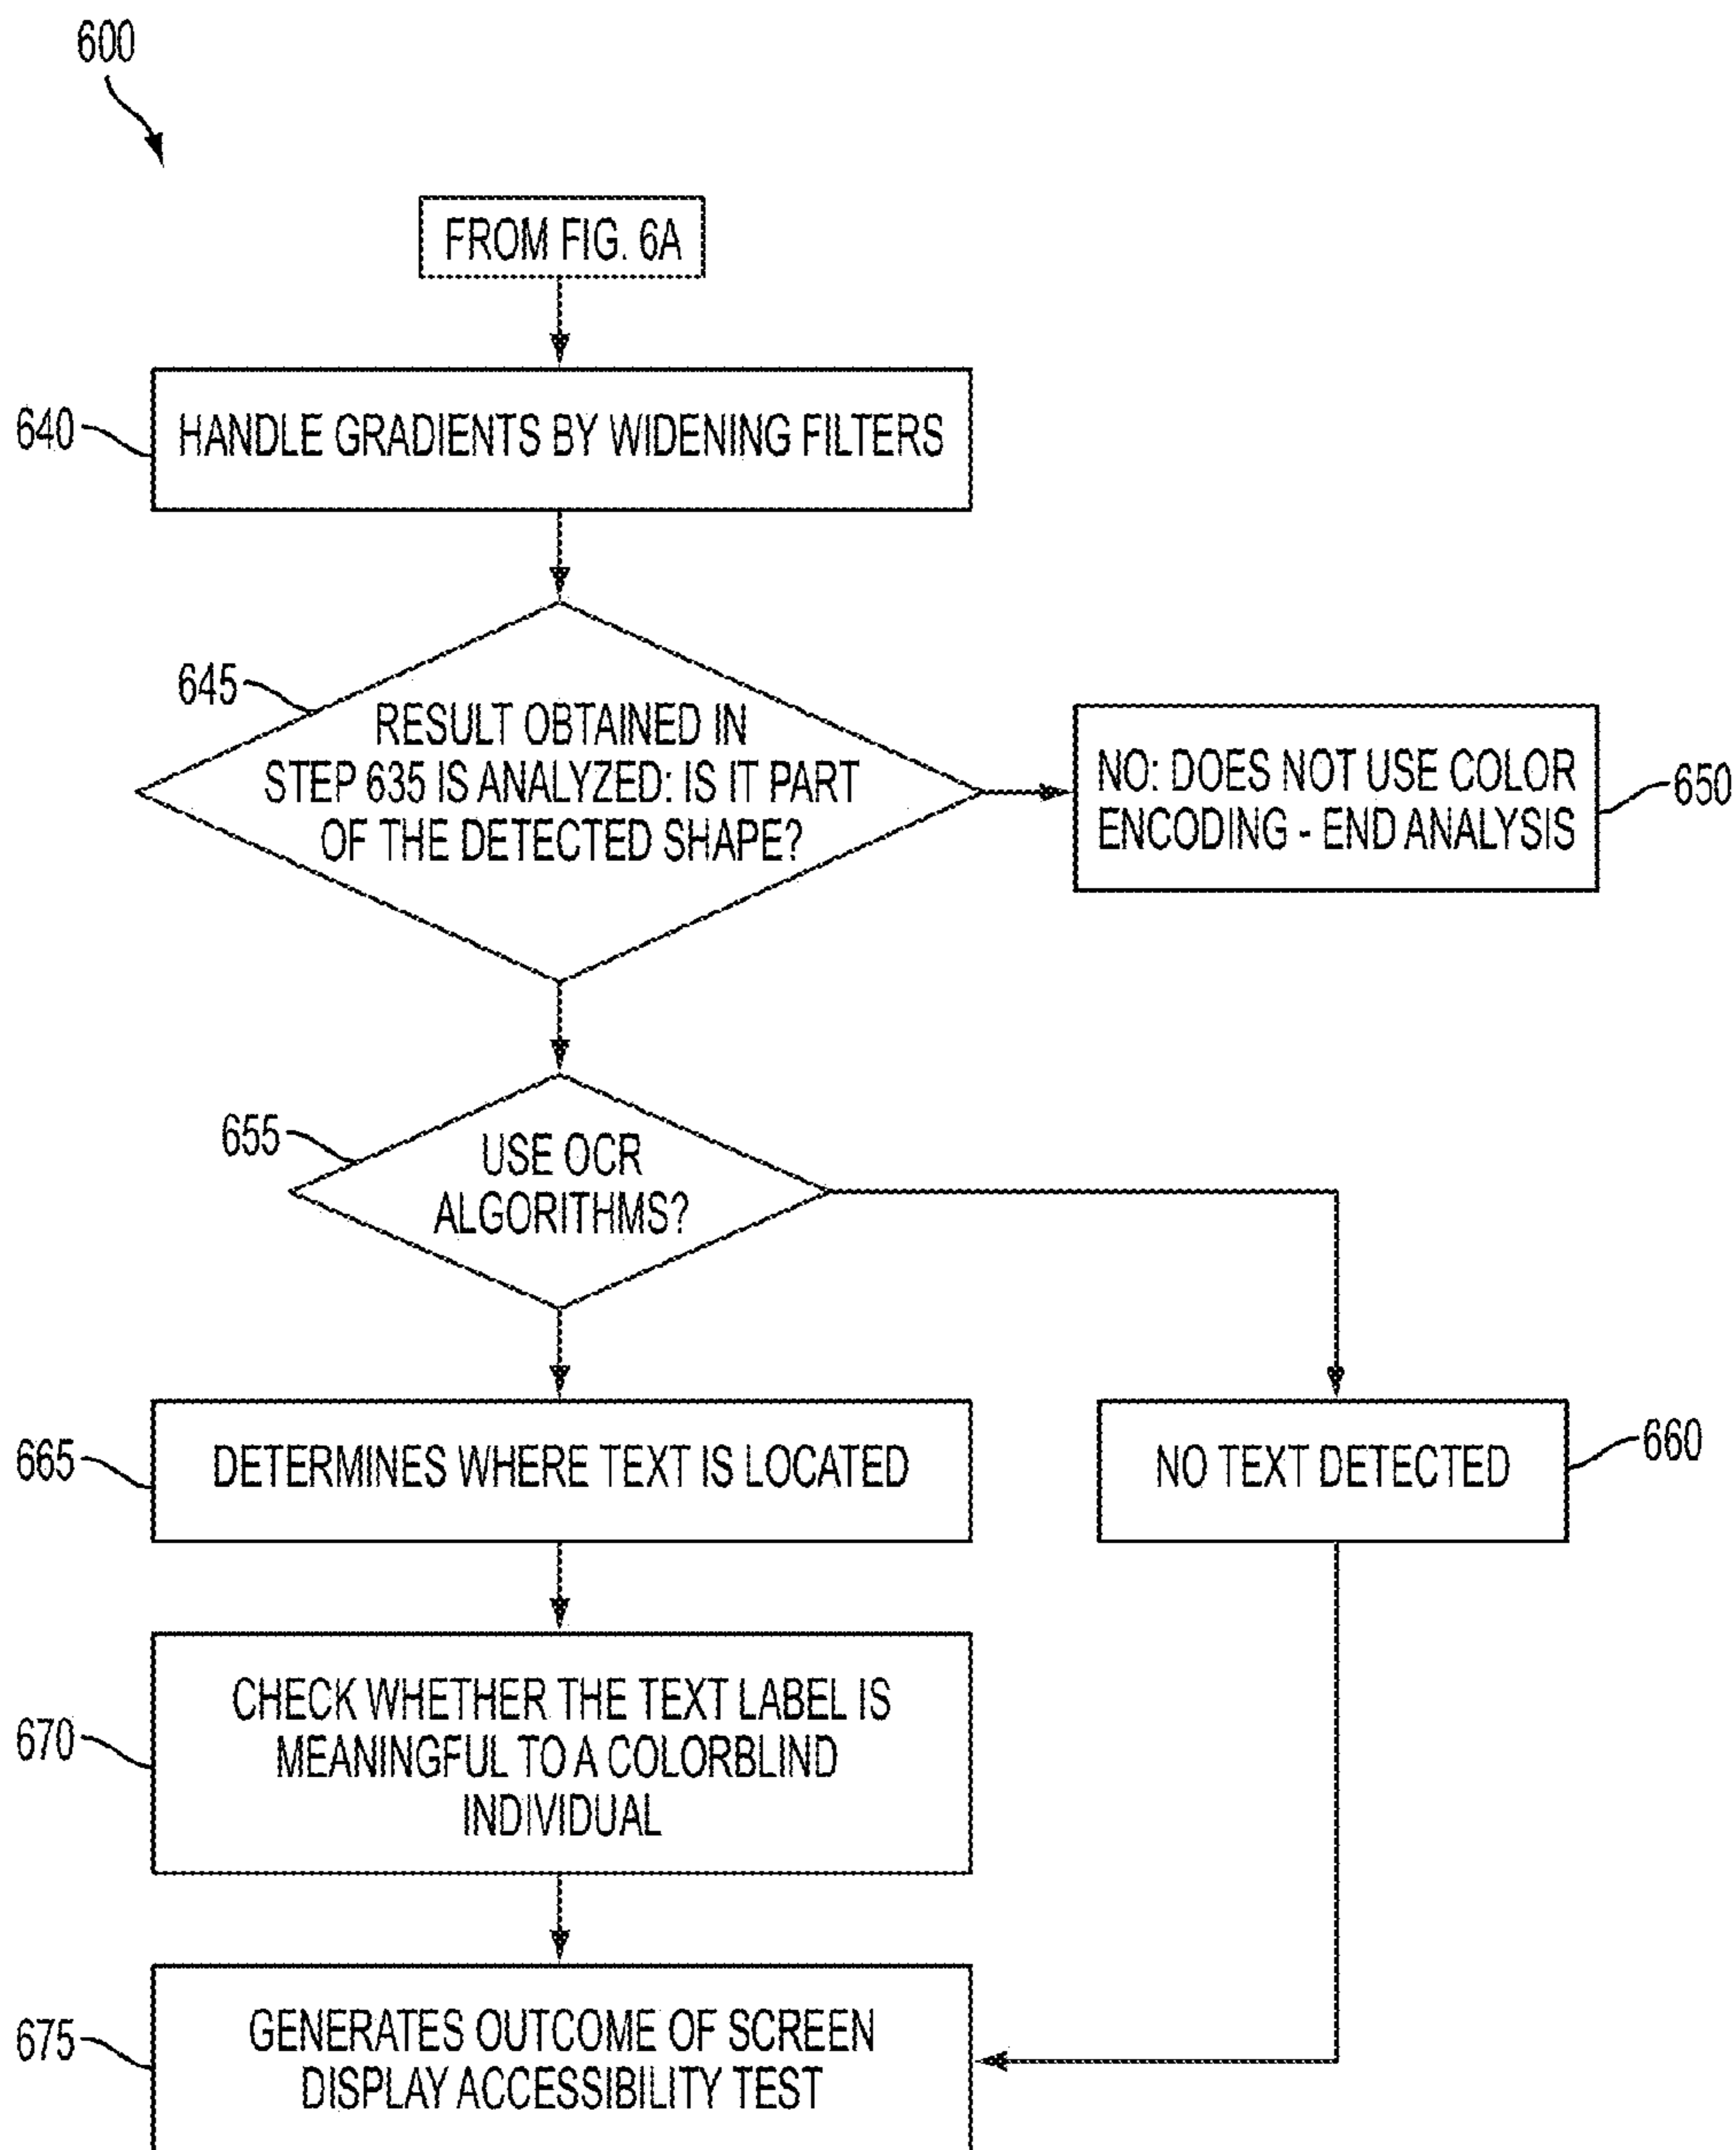 600
FROM FIG. 6A
640
HANDLE GRADIENTS BY WIDENING FILTERS
645
RESULT OBTAINED IN
STEP 635 IS ANALYZED: IS IT PART
OF THE DETECTED SHAPE?
NO: DOES NOT USE COLOR
ENCODING - END ANALYSIS
650
655
USE OCR
ALGORITHMS?
665
DETERMINES WHERE TEXT IS LOCATED
NO TEXT DETECTED
660
670
CHECK WHETHER THE TEXT LABEL IS
MEANINGFUL TO A COLORBLIND
INDIVIDUAL
675
GENERATES OUTCOME OF SCREEN
DISPLAY ACCESSIBILITY TEST